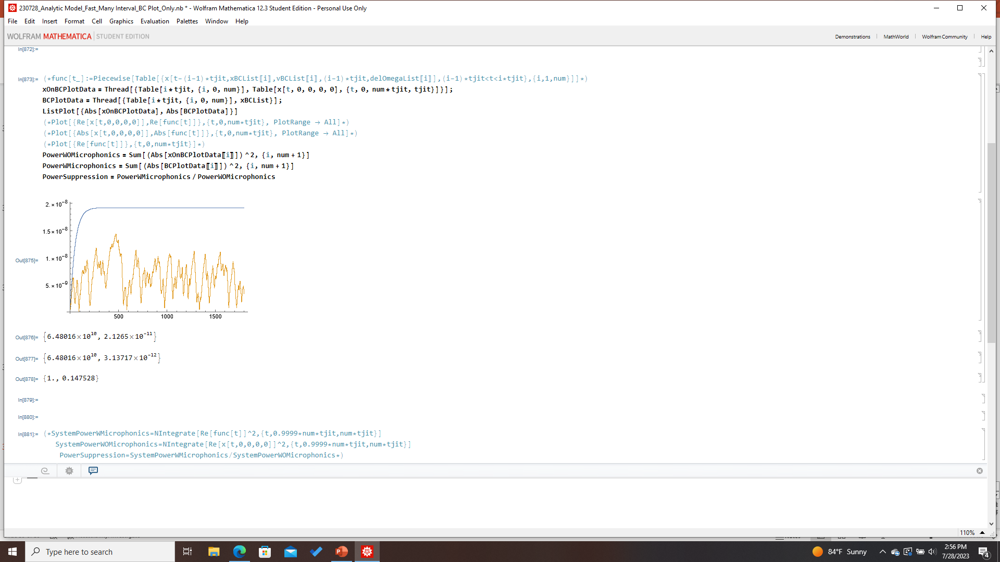 230728_Analytic Model_Fast_Many Interval_BC Plot_Only.nb * - Wolfram Mathematica 12.3 Student Edition - Personal Use Only
File Edit Insert Format Cell Graphics Evaluation Palettes Window Help
WOLFRAM MATHEMATICA STUDENT EDITION
Demonstrations MathWorld Wolfram Community Help
In[872]:=
In[873]:= (*func[t_]:=Piecewise[Table[{x[t-(i-1)*tjit,xBCList〚i〛,vBCList〚i〛,(i-1)*tjit,delOmegaList〚i〛],(i-1)*tjit<t<i*tjit},{i,1,num}]]*)
xOnBCPlotData = Thread[{Table[i*tjit, {i, 0, num}], Table[x[t, 0, 0, 0, 0], {t, 0, num*tjit, tjit}]}];
BCPlotData = Thread[{Table[i*tjit, {i, 0, num}], xBCList}];
ListPlot[{Abs[xOnBCPlotData], Abs[BCPlotData]}]
(*Plot[{Re[x[t,0,0,0,0]],Re[func[t]]},{t,0,num*tjit}, PlotRange → All]*)
(*Plot[{Abs[x[t,0,0,0,0]],Abs[func[t]]},{t,0,num*tjit}, PlotRange → All]*)
(*Plot[{Re[func[t]]},{t,0,num*tjit}]*)
PowerWOMicrophonics = Sum[(Abs[xOnBCPlotData〚i〛])^2, {i, num + 1}]
PowerWMicrophonics = Sum[(Abs[BCPlotData〚i〛])^2, {i, num + 1}]
PowerSuppression = PowerWMicrophonics / PowerWOMicrophonics
2.×10⁻⁸
1.5×10⁻⁸
1.×10⁻⁸
Out[875]=
5.×10⁻⁹
500 1000 1500
Out[876]= {6.48016×10¹⁰, 2.1265×10⁻¹¹}
Out[877]= {6.48016×10¹⁰, 3.13717×10⁻¹²}
Out[878]= {1., 0.147528}
In[879]:=
In[880]:=
In[881]:= (*SystemPowerWMicrophonics=NIntegrate[Re[func[t]]^2,{t,0.9999*num*tjit,num*tjit}]
SystemPowerWOMicrophonics=NIntegrate[Re[x[t,0,0,0,0]]^2,{t,0.9999*num*tjit,num*tjit}]
PowerSuppression=SystemPowerWMicrophonics/SystemPowerWOMicrophonics*)
110%
Type here to search
84°F Sunny
2:56 PM
7/28/2023
4